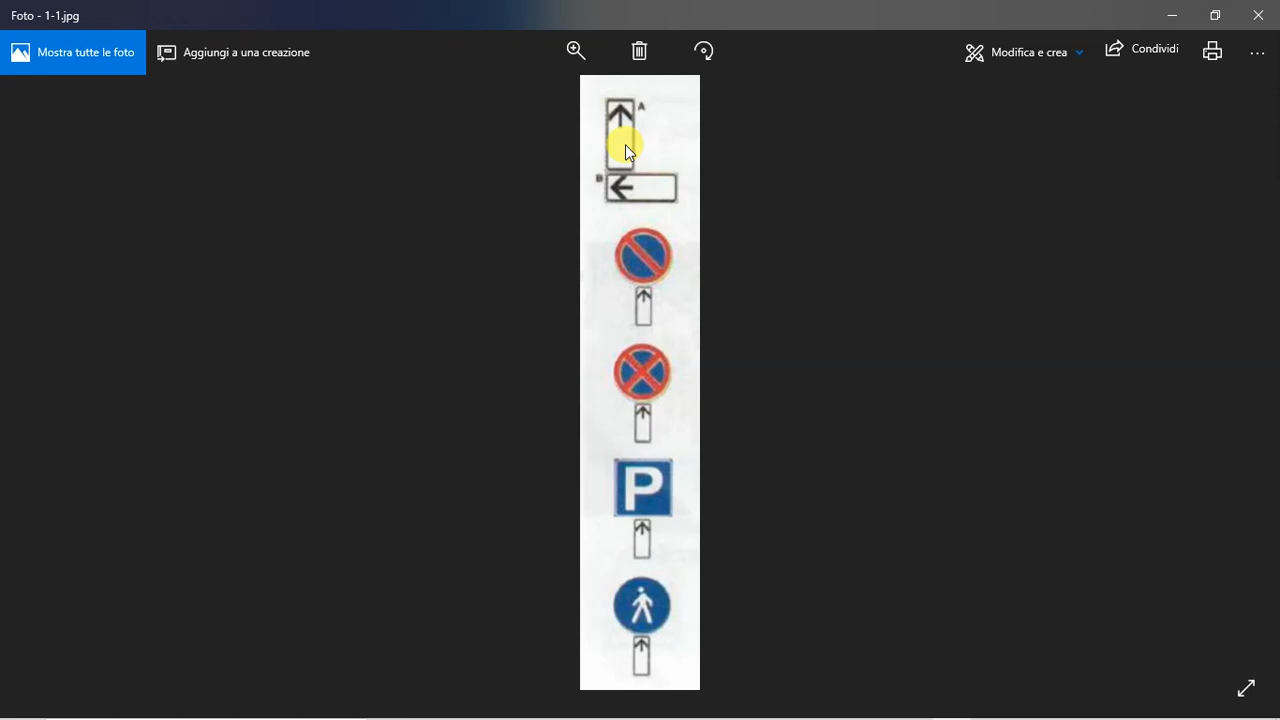 Foto - 1-1.jpg
Mostra tutte le foto
Aggiungi a una creazione
Modifica e crea
Condividi
A
B
P